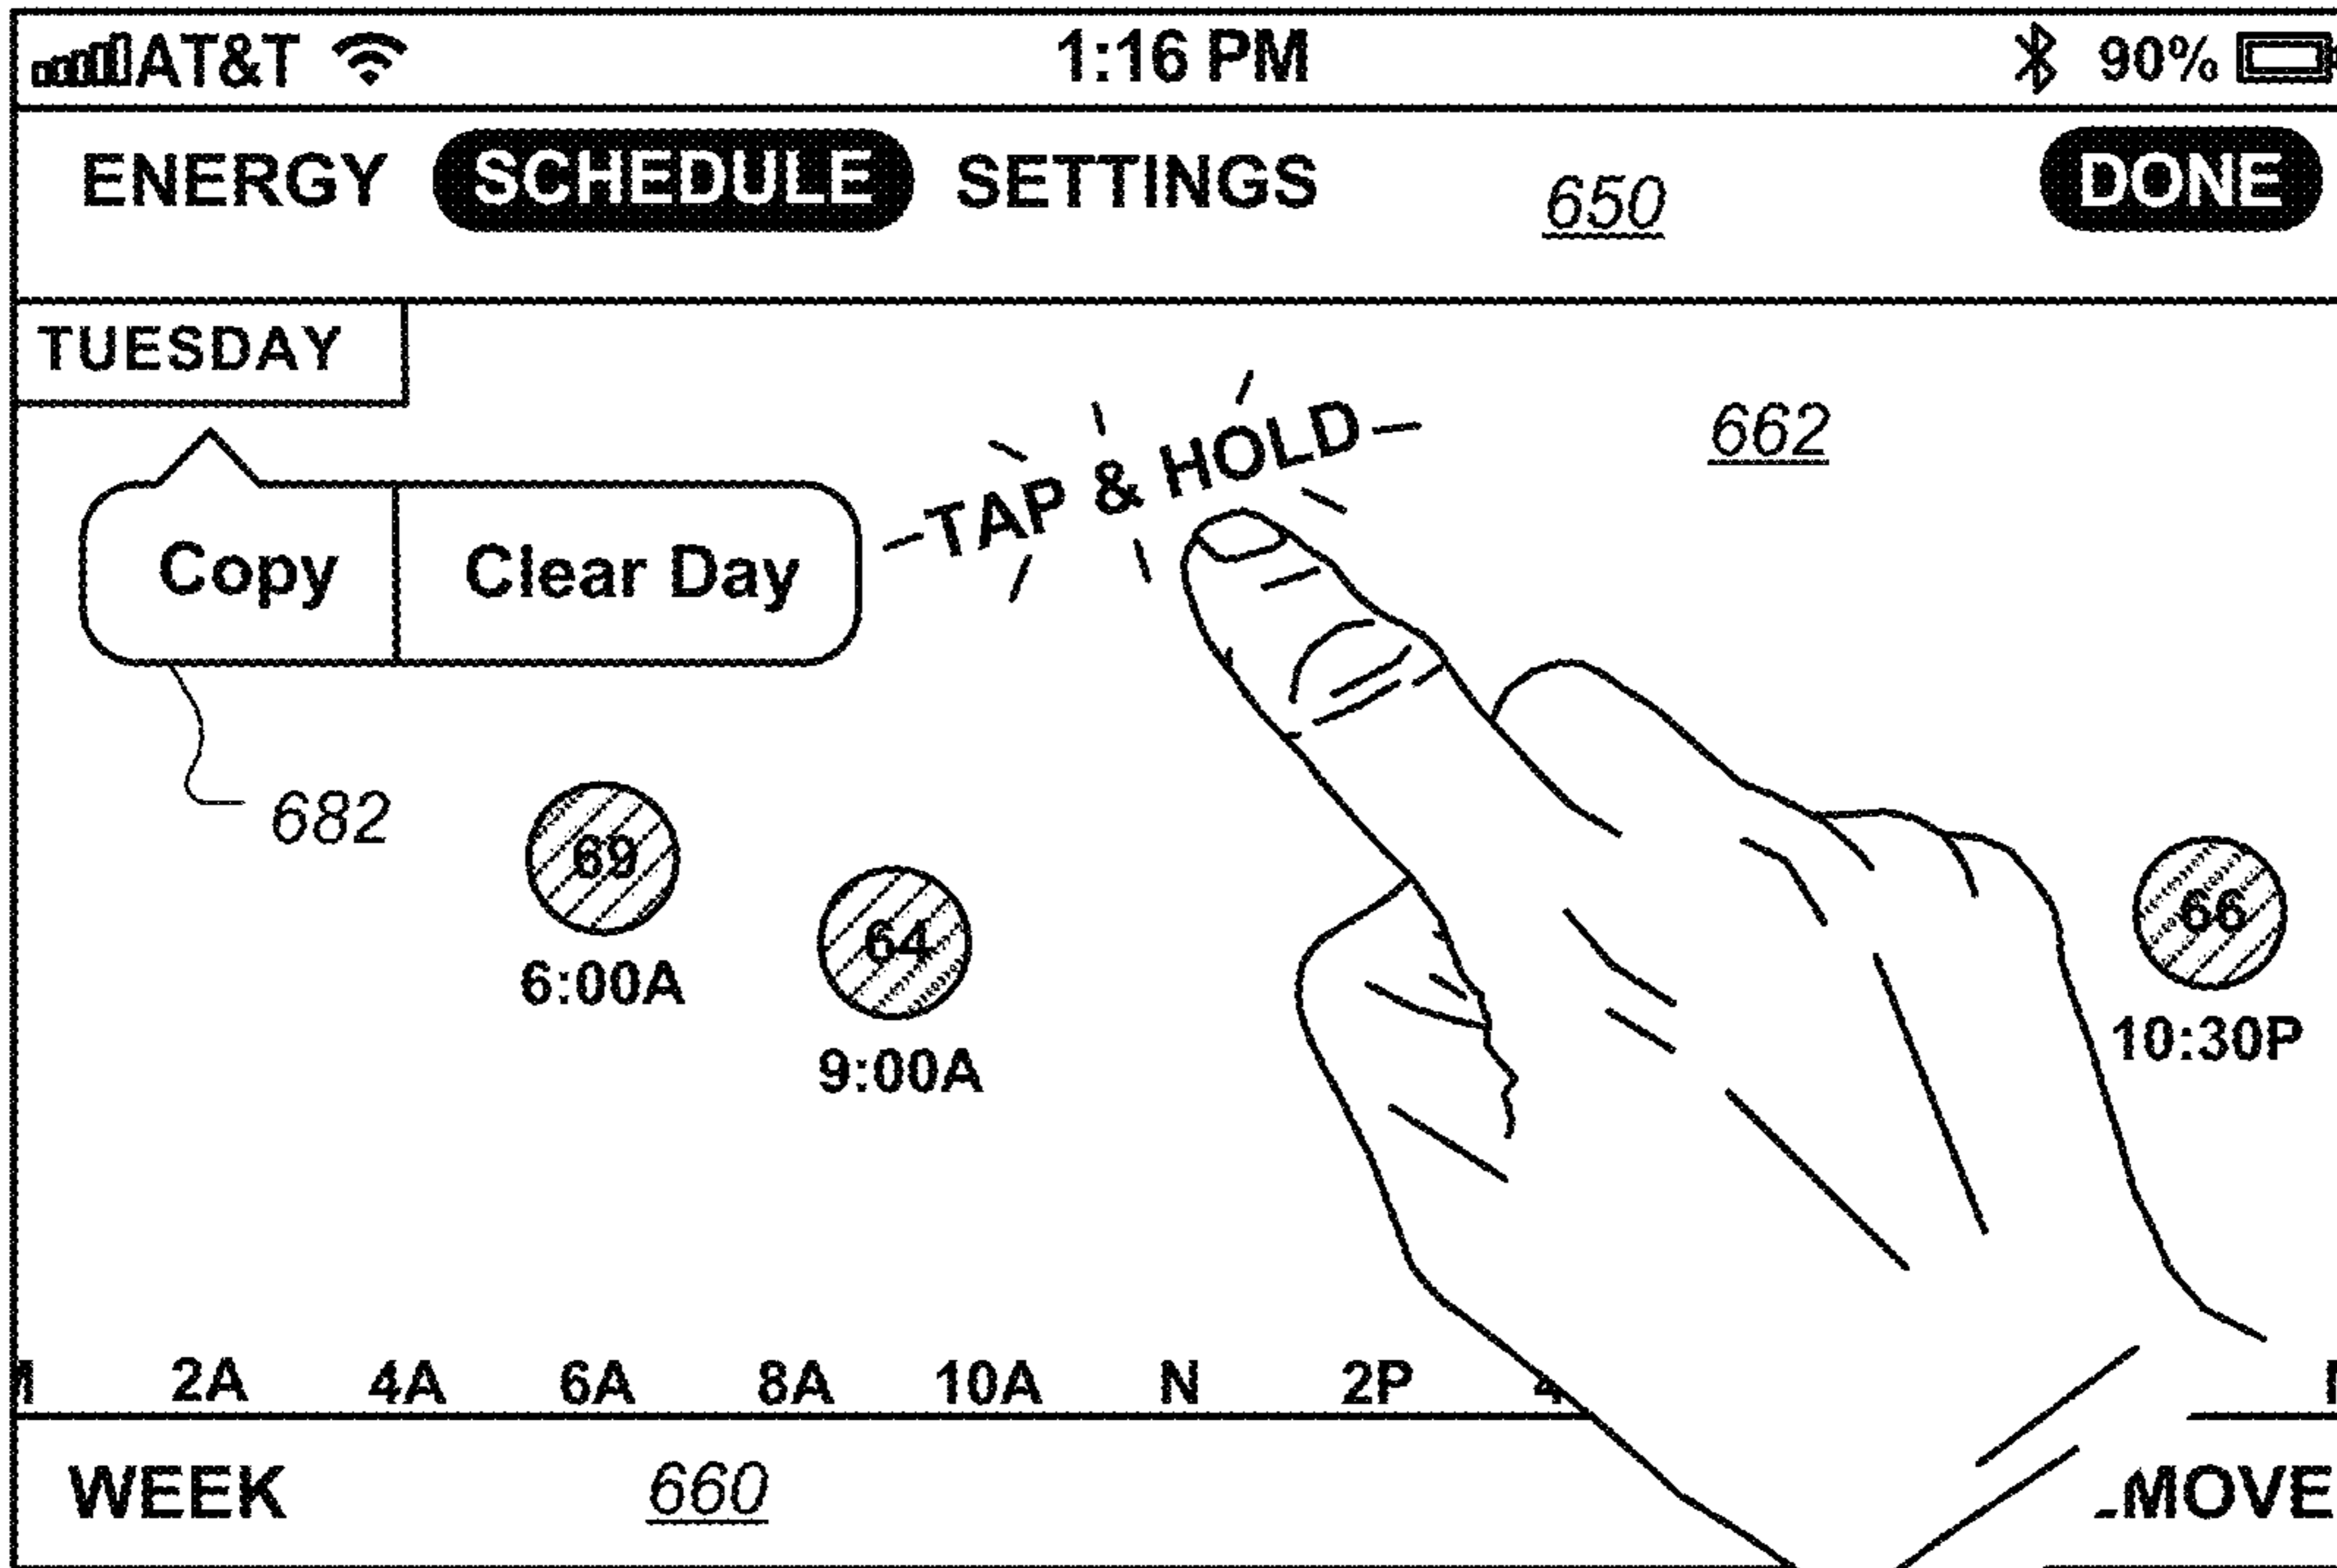 AT&T 1:16 PM 90%
ENERGY SCHEDULE SETTINGS 650 DONE
TUESDAY
TAP & HOLD 662
Copy Clear Day
682
69
64
66
6:00A
9:00A
10:30P
2A 4A 6A 8A 10A N 2P
WEEK 660 MOVE